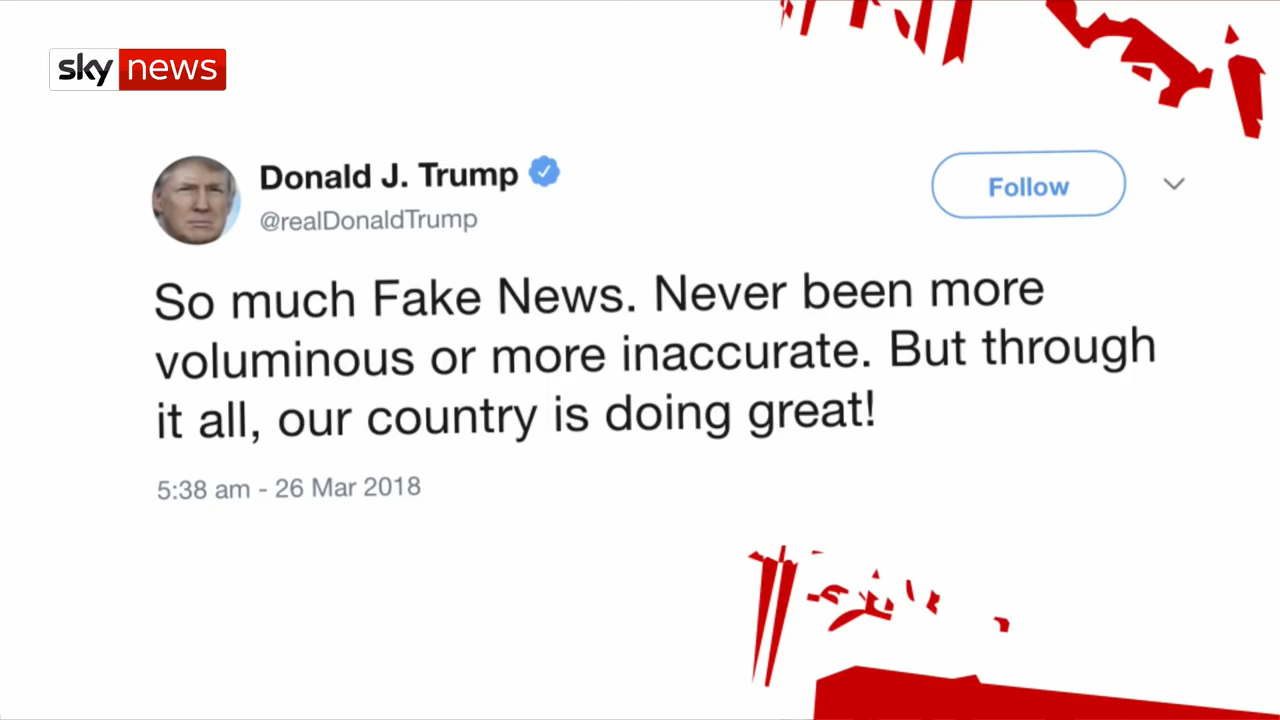 sky news
Donald J. Trump
@realDonaldTrump
Follow
So much Fake News. Never been more
voluminous or more inaccurate. But through
it all, our country is doing great!
5:38 am - 26 Mar 2018